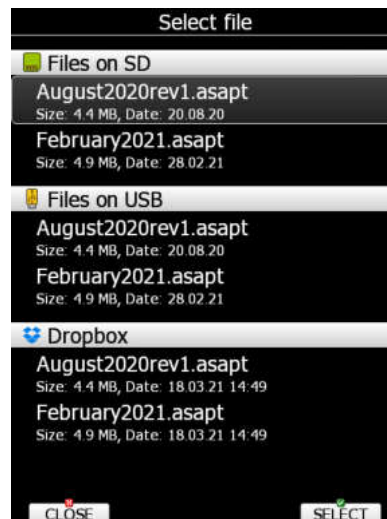 Select file
Files on SD
August2020rev1.asapt
Size: 4.4 MB, Date: 20.08.20
February2021.asapt
Size: 4.9 MB, Date: 28.02.21
Files on USB
August2020rev1.asapt
Size: 4.4 MB, Date: 20.08.20
February2021.asapt
Size: 4.9 MB, Date: 28.02.21
Dropbox
August2020rev1.asapt
Size: 4.4 MB, Date: 18.03.21 14:49
February2021.asapt
Size: 4.9 MB, Date: 18.03.21 14:49
CLOSE SELECT